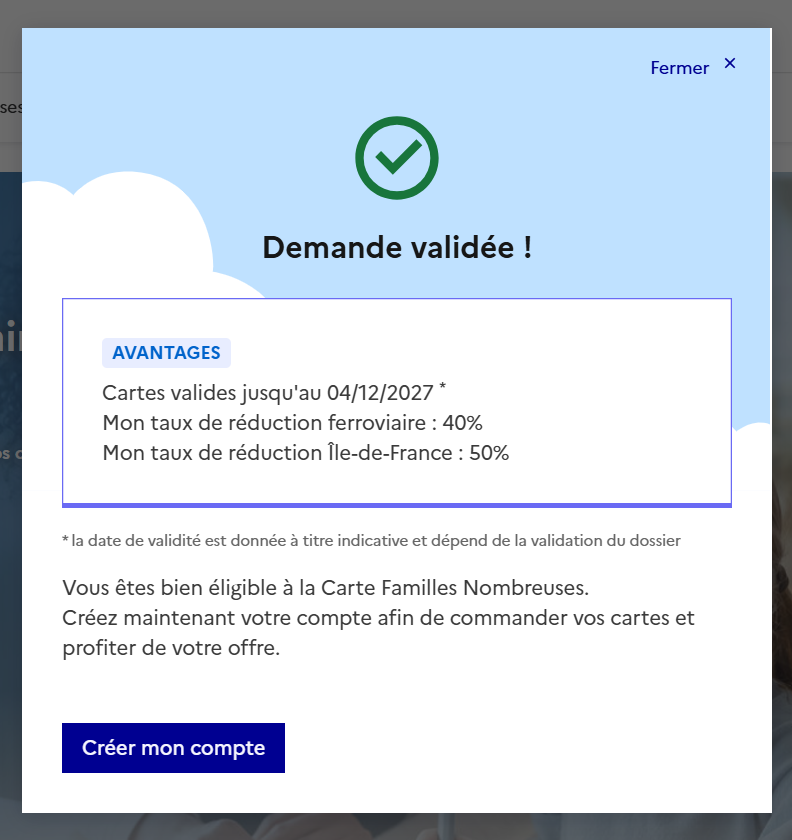 Fermer ×
Demande validée !
AVANTAGES
Cartes valides jusqu'au 04/12/2027 *
Mon taux de réduction ferroviaire : 40%
Mon taux de réduction Île-de-France : 50%
* la date de validité est donnée à titre indicative et dépend de la validation du dossier
Vous êtes bien éligible à la Carte Familles Nombreuses.
Créez maintenant votre compte afin de commander vos cartes et
profiter de votre offre.
Créer mon compte